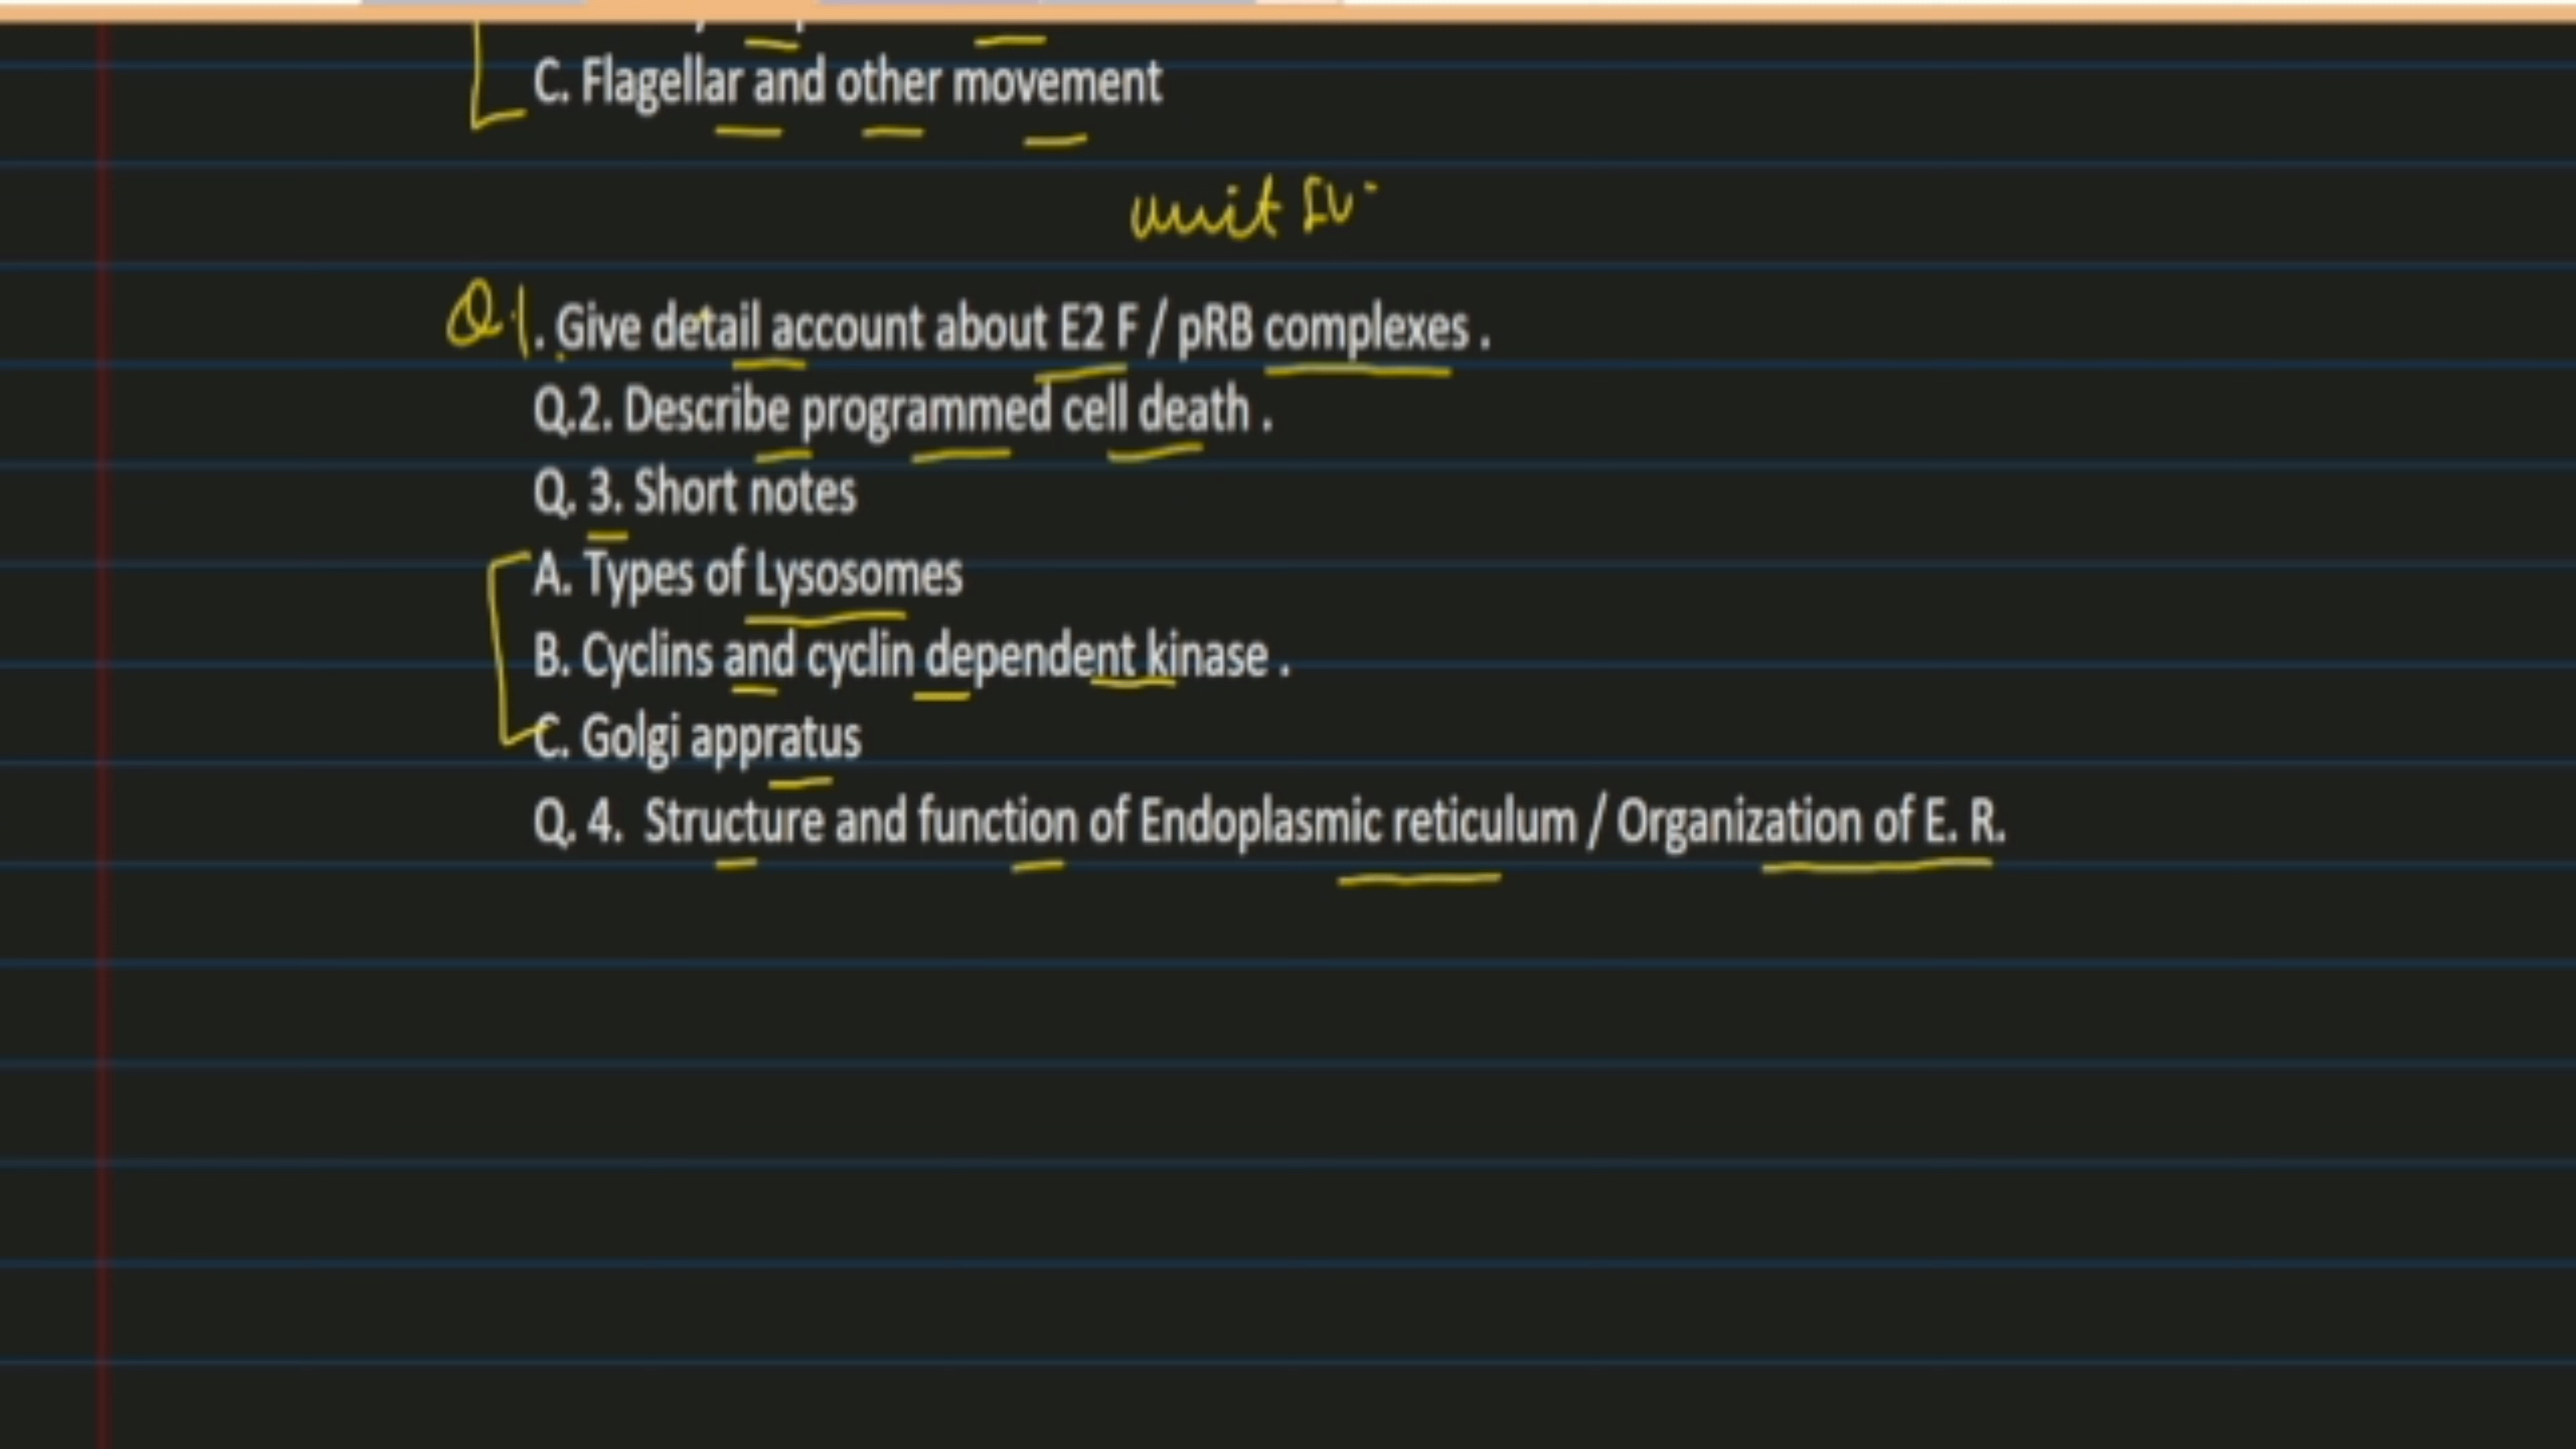 C. Flagellar and other movement
unit IV.
Q.1. Give detail account about E2 F / pRB complexes .
Q.2. Describe programmed cell death .
Q. 3. Short notes
A. Types of Lysosomes
B. Cyclins and cyclin dependent kinase .
C. Golgi appratus
Q. 4. Structure and function of Endoplasmic reticulum / Organization of E. R.